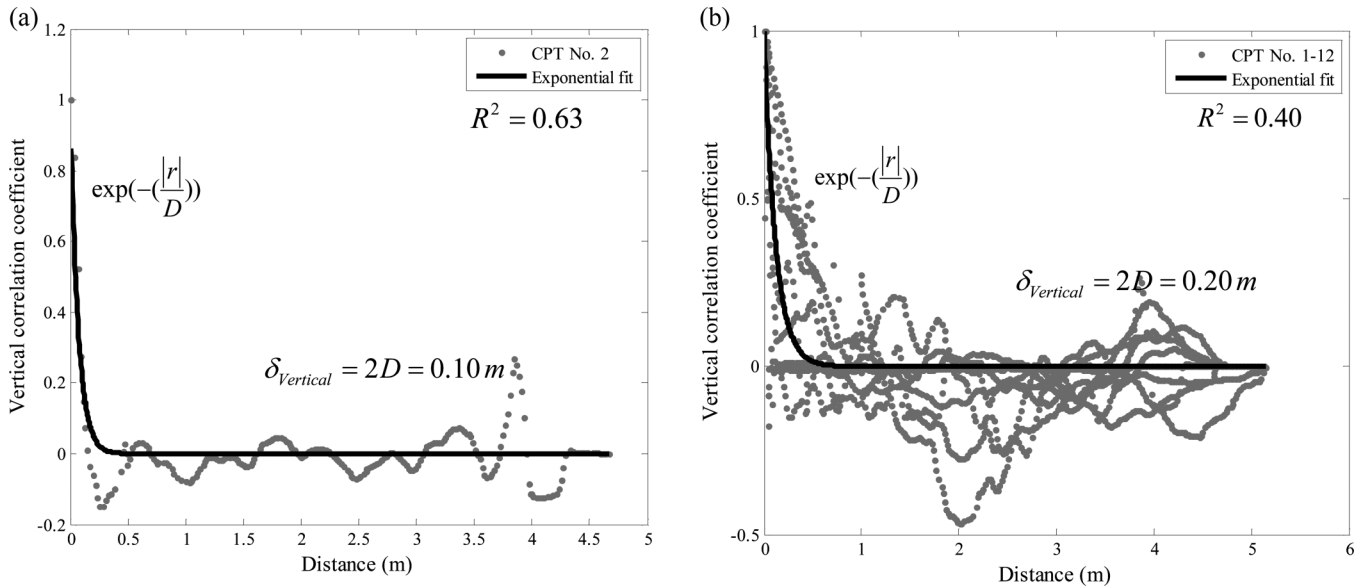 (a)
1.2
1
0.8
0.6
0.4
0.2
0
-0.2
Vertical correlation coefficient
CPT No. 2
Exponential fit
R² = 0.63
exp(-(|r|/D))
δ_Vertical = 2D = 0.10 m
0 0.5 1 1.5 2 2.5 3 3.5 4 4.5 5
Distance (m)
(b)
1
0.5
0
-0.5
Vertical correlation coefficient
CPT No. 1-12
Exponential fit
R² = 0.40
exp(-(|r|/D))
δ_Vertical = 2D = 0.20 m
0 1 2 3 4 5 6
Distance (m)